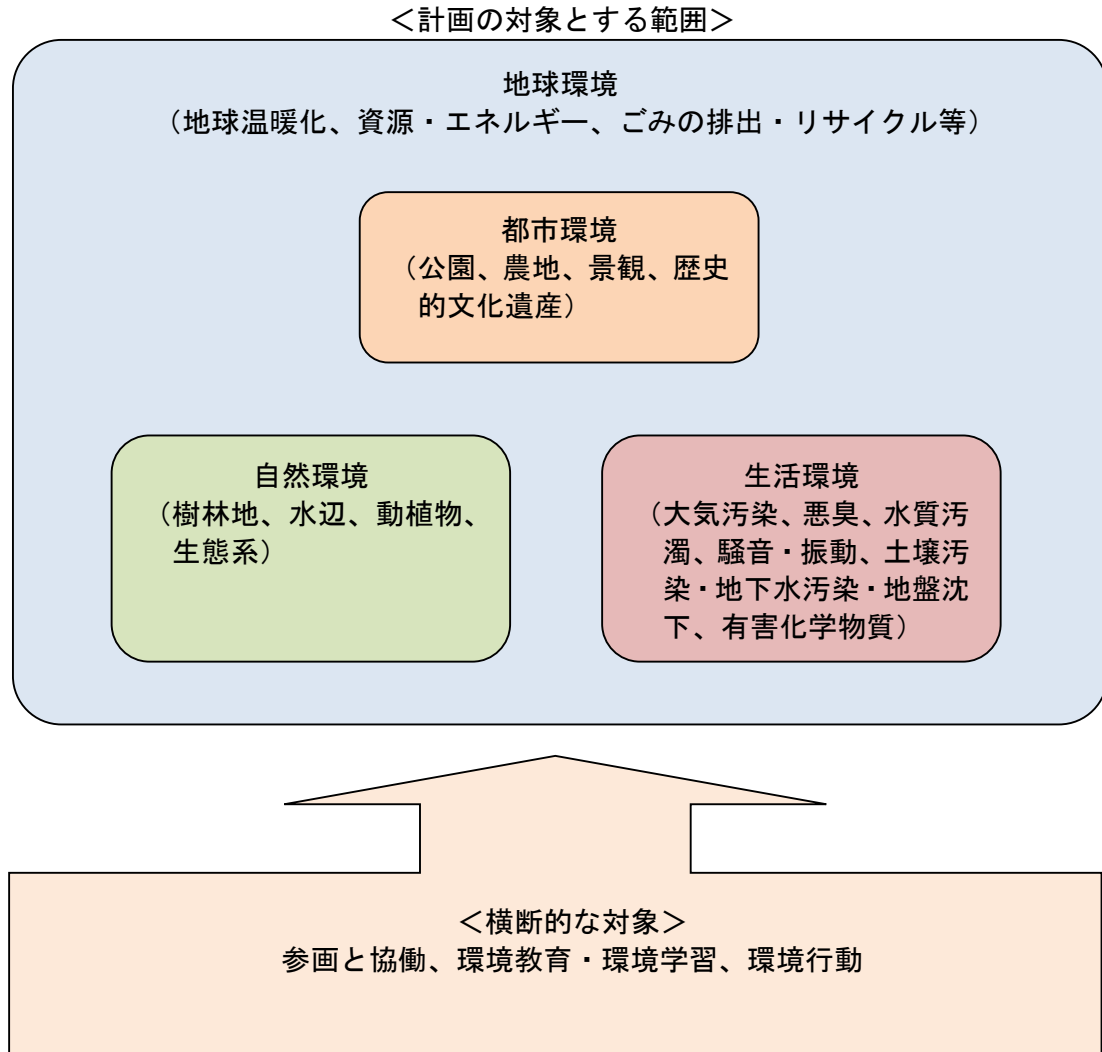 ＜計画の対象とする範囲＞
地球環境
（地球温暖化、資源・エネルギー、ごみの排出・リサイクル等）
都市環境
（公園、農地、景観、歴史
的文化遺産）
自然環境
（樹林地、水辺、動植物、
生態系）
生活環境
（大気汚染、悪臭、水質汚
濁、騒音・振動、土壌汚
染・地下水汚染・地盤沈
下、有害化学物質）
＜横断的な対象＞
参画と協働、環境教育・環境学習、環境行動